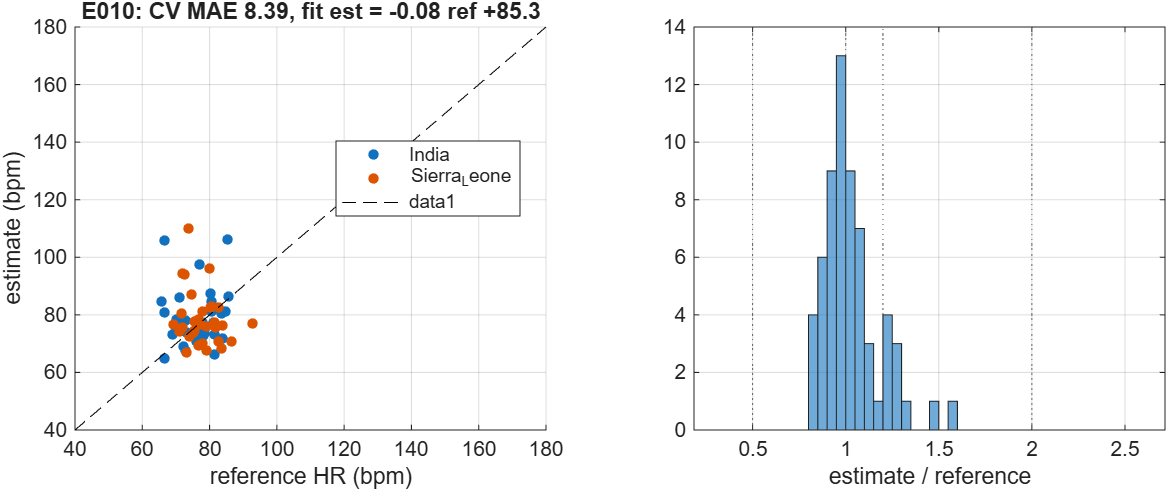 E010: CV MAE 8.39, fit est = -0.08 ref +85.3
180
160
140
120
100
80
60
40
40 60 80 100 120 140 160 180
estimate (bpm)
reference HR (bpm)
India
Sierra_Leone
data1
14
12
10
8
6
4
2
0
0.5 1 1.5 2 2.5
estimate / reference